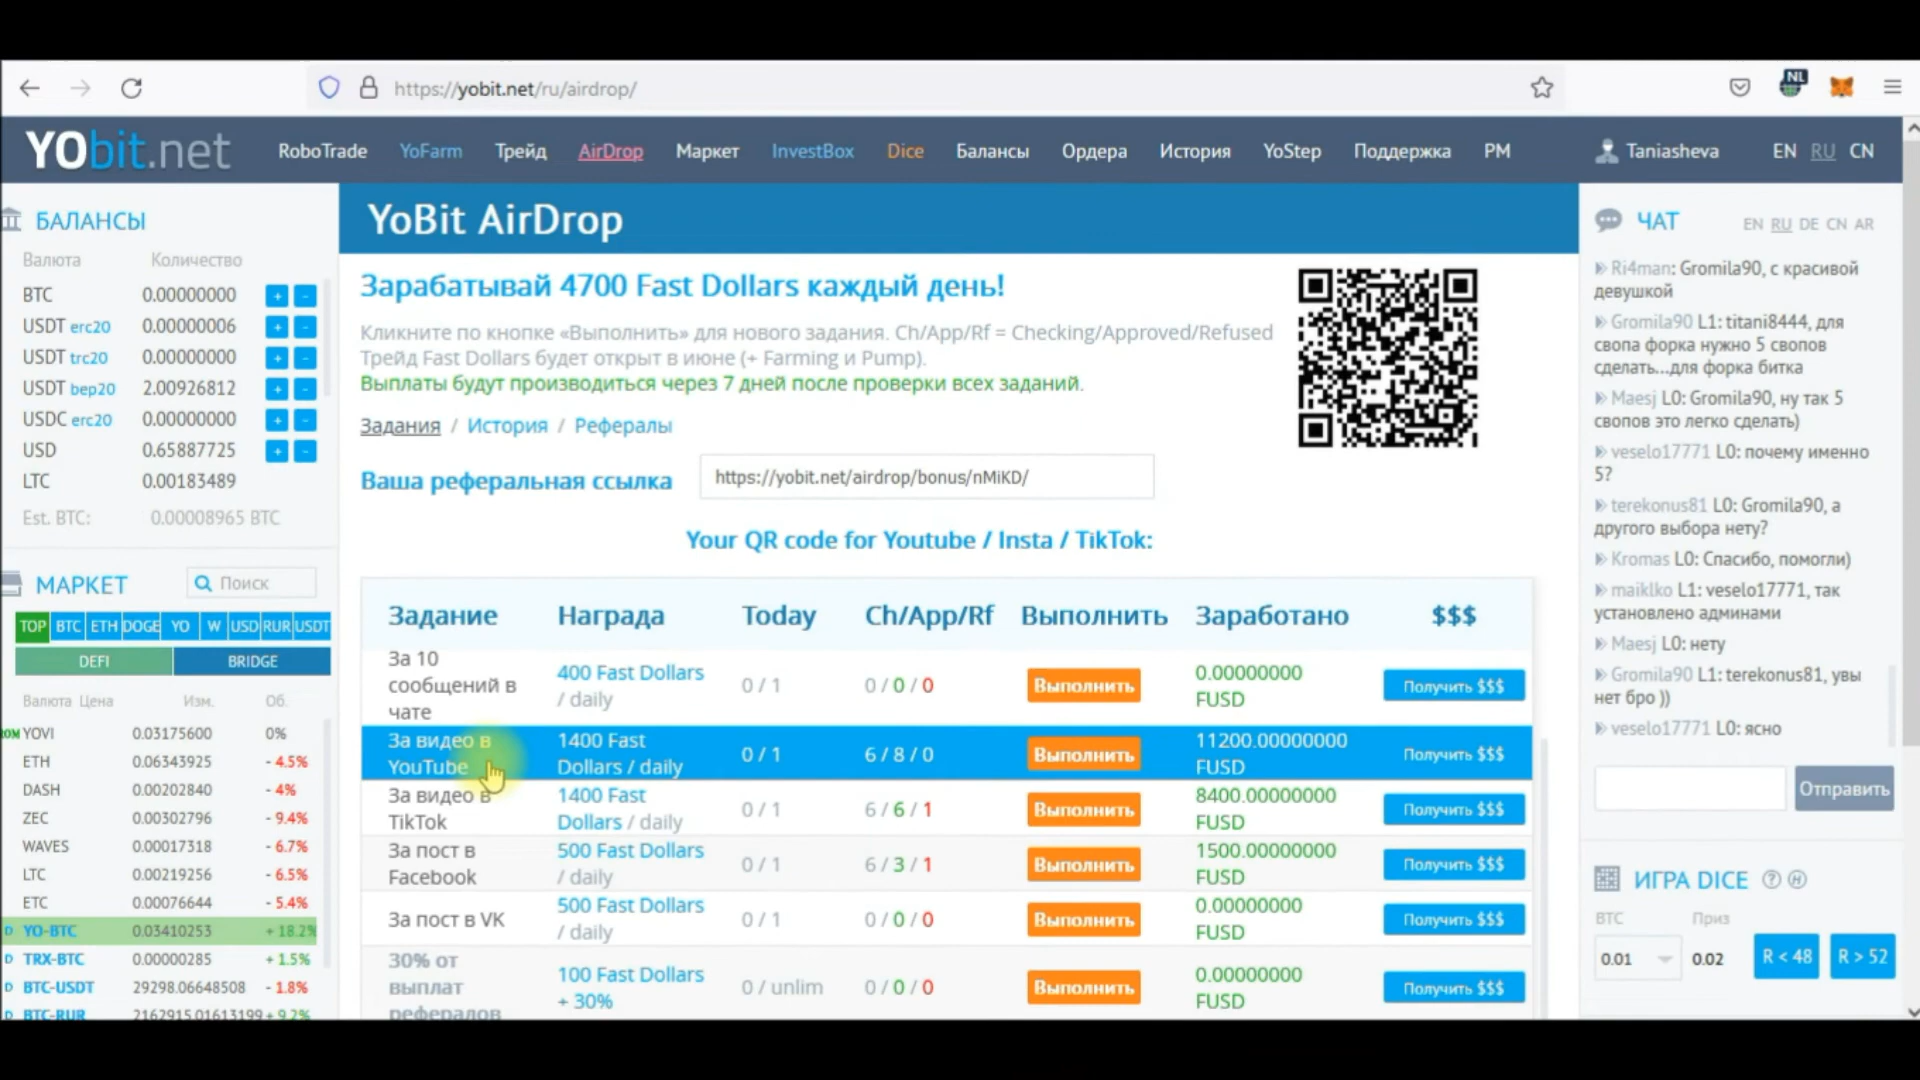 https://yobit.net/ru/airdrop/
NL
YObit.net
RoboTrade YoFarm Трейд AirDrop Маркет InvestBox Dice Балансы Ордера История YoStep Поддержка PM
Taniasheva
EN RU CN
БАЛАНСЫ
Валюта Количество
BTC 0.00000000 + -
USDT erc20 0.00000006 + -
USDT trc20 0.00000000 + -
USDT bep20 2.00926812 + -
USDC erc20 0.00000000 + -
USD 0.65887725 + -
LTC 0.00183489
Est. BTC: 0.00008965 BTC
МАРКЕТ
Поиск
TOP BTC ETH DOGE YO W USD RUR USDT
DEFI BRIDGE
Валюта Цена Изм. Об.
YOVI 0.03175600 0%
ETH 0.06343925 - 4.5%
DASH 0.00202840 - 4%
ZEC 0.00302796 - 9.4%
WAVES 0.00017318 - 6.7%
LTC 0.00219256 - 6.5%
ETC 0.00076644 - 5.4%
D YO-BTC 0.03410253 + 18.2%
D TRX-BTC 0.00000285 + 1.5%
D BTC-USDT 29298.06648508 - 1.8%
D BTC-RUR 2162915.01613199 + 9.2%
YoBit AirDrop
Зарабатывай 4700 Fast Dollars каждый день!
Кликните по кнопке «Выполнить» для нового задания. Ch/App/Rf = Checking/Approved/Refused
Трейд Fast Dollars будет открыт в июне (+ Farming и Pump).
Выплаты будут производиться через 7 дней после проверки всех заданий.
Задания / История / Рефералы
Ваша реферальная ссылка
https://yobit.net/airdrop/bonus/nMiKD/
Your QR code for Youtube / Insta / TikTok:
Задание Награда Today Ch/App/Rf Выполнить Заработано $$$
За 10
сообщений в
чате
400 Fast Dollars
/ daily
0 / 1
0 / 0 / 0
Выполнить
0.00000000
FUSD
Получить $$$
За видео в
YouTube
1400 Fast
Dollars / daily
0 / 1
6 / 8 / 0
Выполнить
11200.00000000
FUSD
Получить $$$
За видео в
TikTok
1400 Fast
Dollars / daily
0 / 1
6 / 6 / 1
Выполнить
8400.00000000
FUSD
Получить $$$
За пост в
Facebook
500 Fast Dollars
/ daily
0 / 1
6 / 3 / 1
Выполнить
1500.00000000
FUSD
Получить $$$
За пост в VK
500 Fast Dollars
/ daily
0 / 1
0 / 0 / 0
Выполнить
0.00000000
FUSD
Получить $$$
30% от
выплат
рефералов
100 Fast Dollars
+ 30%
0 / unlim
0 / 0 / 0
Выполнить
0.00000000
FUSD
Получить $$$
ЧАТ
EN RU DE CN AR
Ri4man: Gromila90, с красивой
девушкой
Gromila90 L1: titani8444, для
свопа форка нужно 5 свопов
сделать...для форка битка
Maesj L0: Gromila90, ну так 5
свопов это легко сделать)
veselo17771 L0: почему именно
5?
terekonus81 L0: Gromila90, а
другого выбора нету?
Kromas L0: Спасибо, помогли)
maiklko L1: veselo17771, так
установлено админами
Maesj L0: нету
Gromila90 L1: terekonus81, увы
нет бро ))
veselo17771 L0: ясно
Отправить
ИГРА DICE ? H
BTC Приз
0.01 0.02 R < 48 R > 52